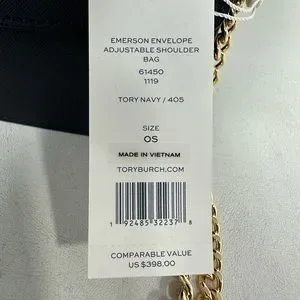 EMERSON ENVELOPE
ADJUSTABLE SHOULDER
BAG
61450
1119
TORY NAVY / 405
SIZE
OS
MADE IN VIETNAM
TORYBURCH.COM
1 92485 32237 8
COMPARABLE VALUE
US $398.00